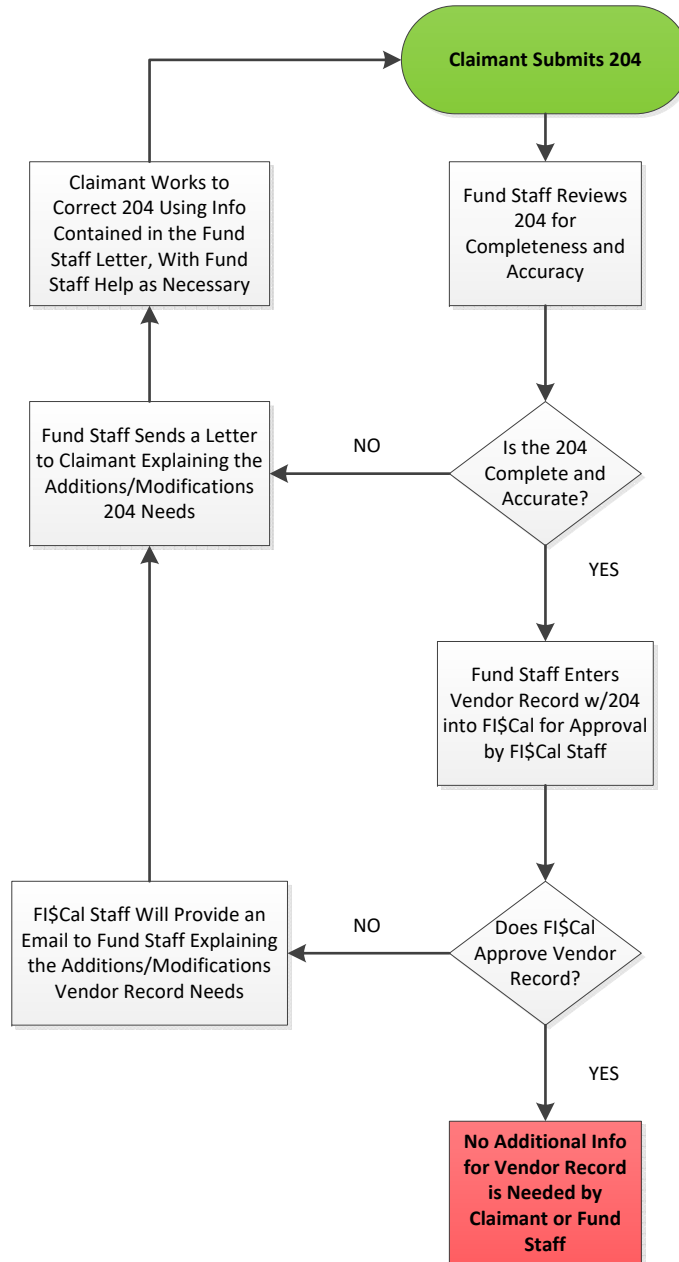 Claimant Submits 204
Claimant Works to
Correct 204 Using Info
Contained in the Fund
Staff Letter, With Fund
Staff Help as Necessary
Fund Staff Reviews
204 for
Completeness and
Accuracy
Fund Staff Sends a Letter
to Claimant Explaining the
Additions/Modifications
204 Needs
NO
Is the 204
Complete and
Accurate?
YES
Fund Staff Enters
Vendor Record w/204
into FI$Cal for Approval
by FI$Cal Staff
FI$Cal Staff Will Provide an
Email to Fund Staff Explaining
the Additions/Modifications
Vendor Record Needs
NO
Does FI$Cal
Approve Vendor
Record?
YES
No Additional Info
for Vendor Record
is Needed by
Claimant or Fund
Staff